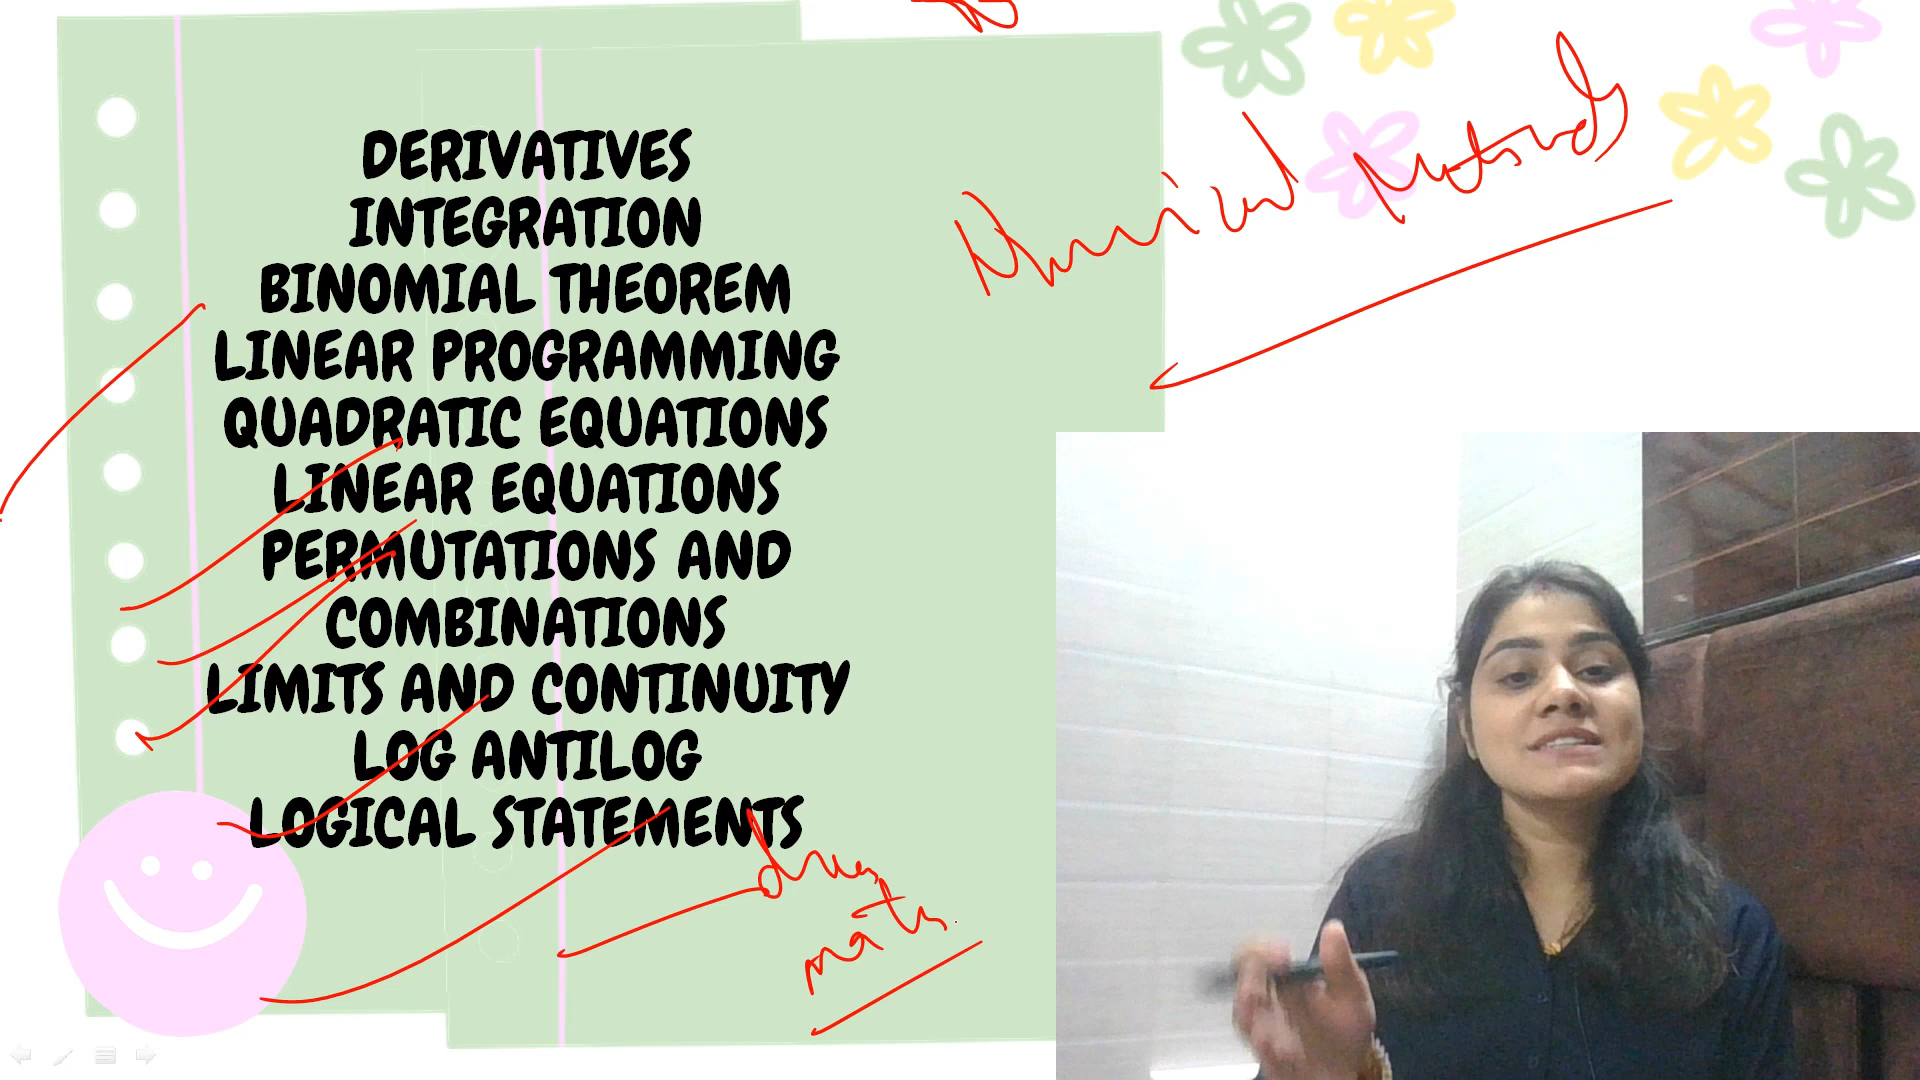 DERIVATIVES
INTEGRATION
BINOMIAL THEOREM
LINEAR PROGRAMMING
QUADRATIC EQUATIONS
LINEAR EQUATIONS
PERMUTATIONS AND
COMBINATIONS
LIMITS AND CONTINUITY
LOG ANTILOG
LOGICAL STATEMENTS
maths